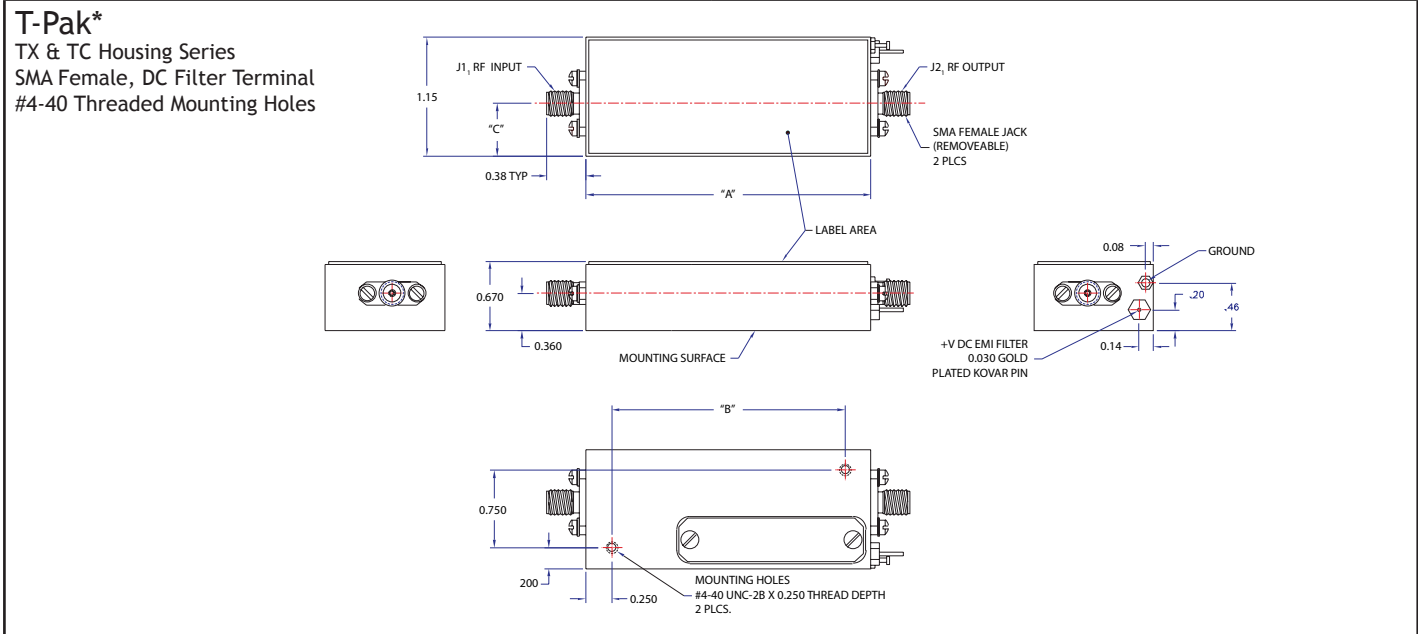 T-Pak*
TX & TC Housing Series
SMA Female, DC Filter Terminal
#4-40 Threaded Mounting Holes
J1, RF INPUT
J2, RF OUTPUT
1.15
"C"
SMA FEMALE JACK
(REMOVEABLE)
2 PLCS
0.38 TYP
"A"
LABEL AREA
0.08
GROUND
0.670
.20
.46
0.360
MOUNTING SURFACE
+V DC EMI FILTER
0.030 GOLD
PLATED KOVAR PIN
0.14
"B"
0.750
200
0.250
MOUNTING HOLES
#4-40 UNC-2B X 0.250 THREAD DEPTH
2 PLCS.